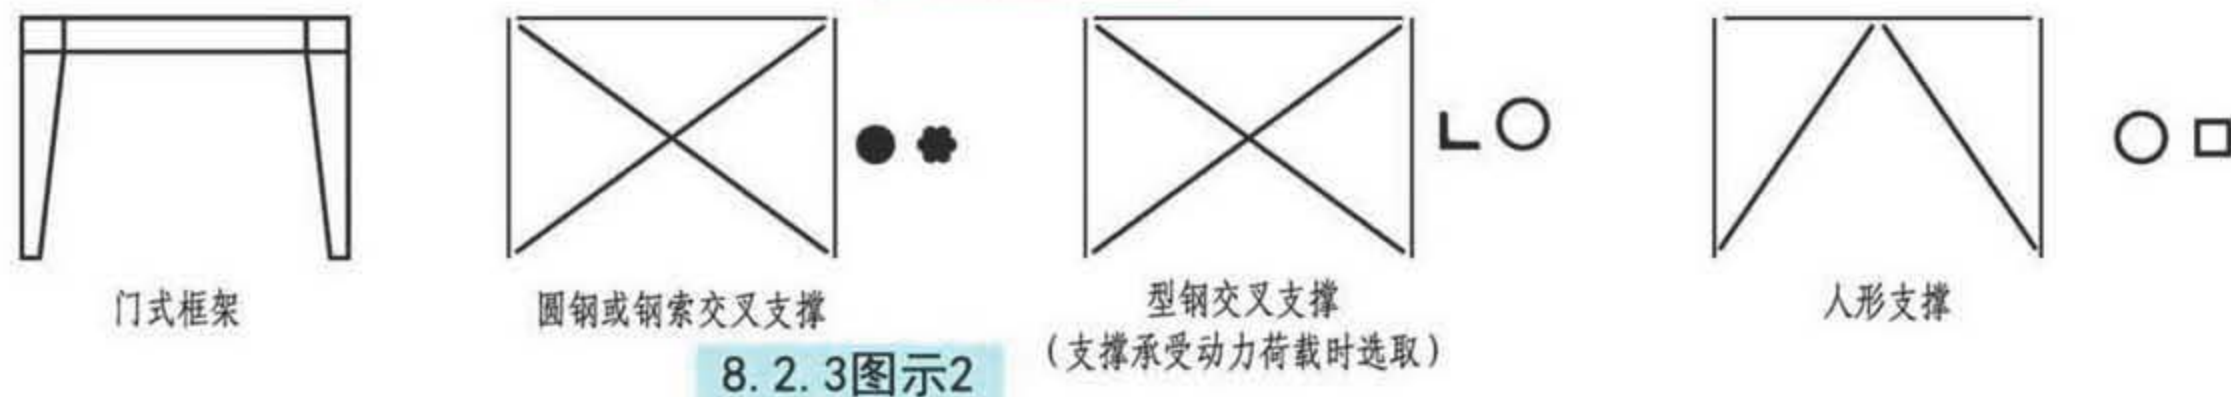 门式框架
圆钢或钢索交叉支撑
型钢交叉支撑
(支撑承受动力荷载时选取)
人形支撑
8.2.3图示2